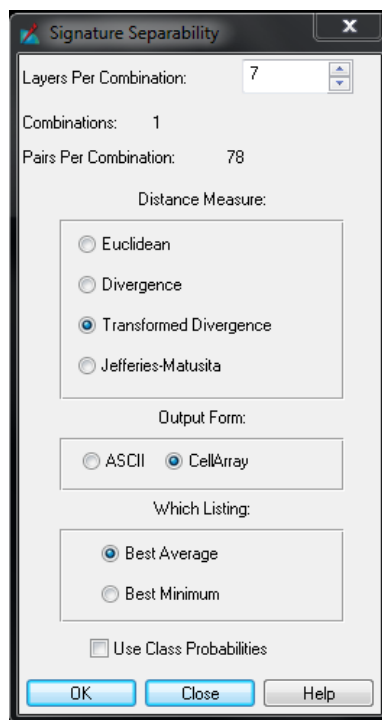 Signature Separability
Layers Per Combination: 7
Combinations: 1
Pairs Per Combination: 78
Distance Measure:
Euclidean
Divergence
Transformed Divergence
Jefferies-Matusita
Output Form:
ASCII CellArray
Which Listing:
Best Average
Best Minimum
Use Class Probabilities
OK Close Help